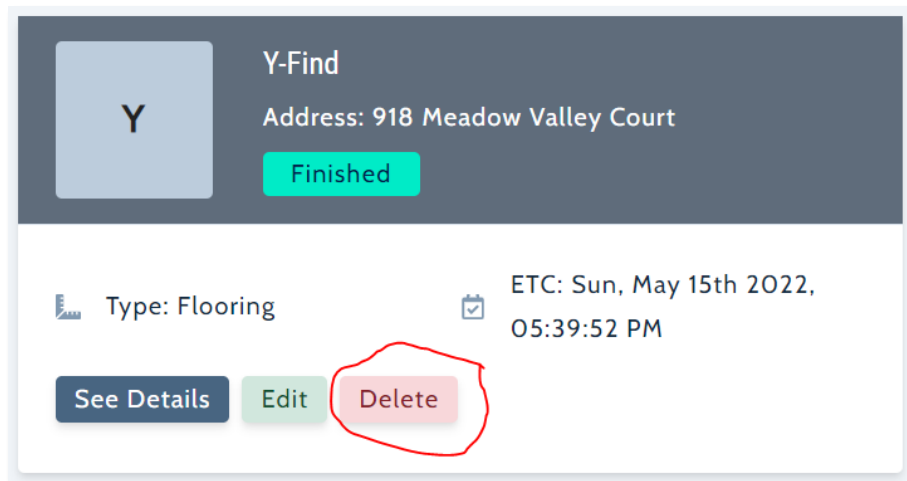 Y
Y-Find
Address: 918 Meadow Valley Court
Finished
Type: Flooring
ETC: Sun, May 15th 2022,
05:39:52 PM
See Details
Edit
Delete